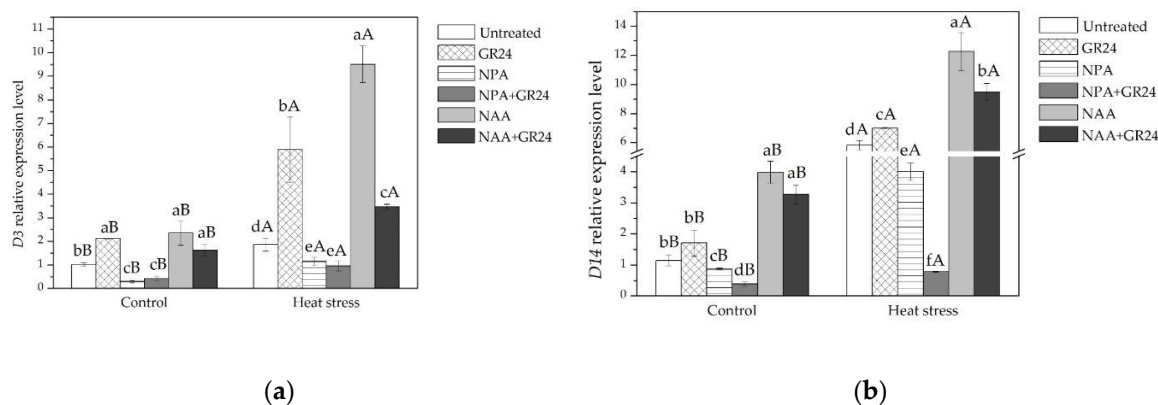 D3 relative expression level
11
10
9
8
7
6
5
4
3
2
1
0
bB
aB
cB
cB
aB
aB
dA
bA
eA
eA
aA
cA
Control
Heat stress
Untreated
GR24
NPA
NPA+GR24
NAA
NAA+GR24
(a)
D14 relative expression level
14
12
10
8
6
4
3
2
1
0
bB
bB
cB
dB
aB
aB
dA
cA
eA
fA
aA
bA
Control
Heat stress
Untreated
GR24
NPA
NPA+GR24
NAA
NAA+GR24
(b)